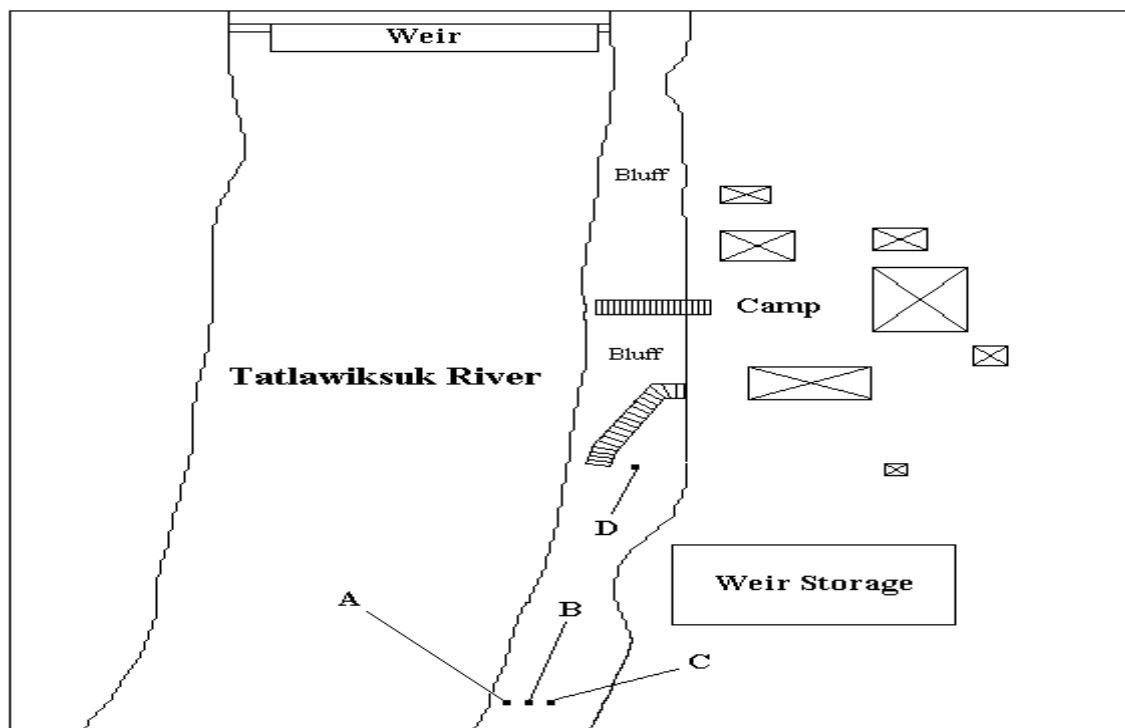 Weir
Bluff
Camp
Bluff
Tatlawiksuk River
D
Weir Storage
A
B
C